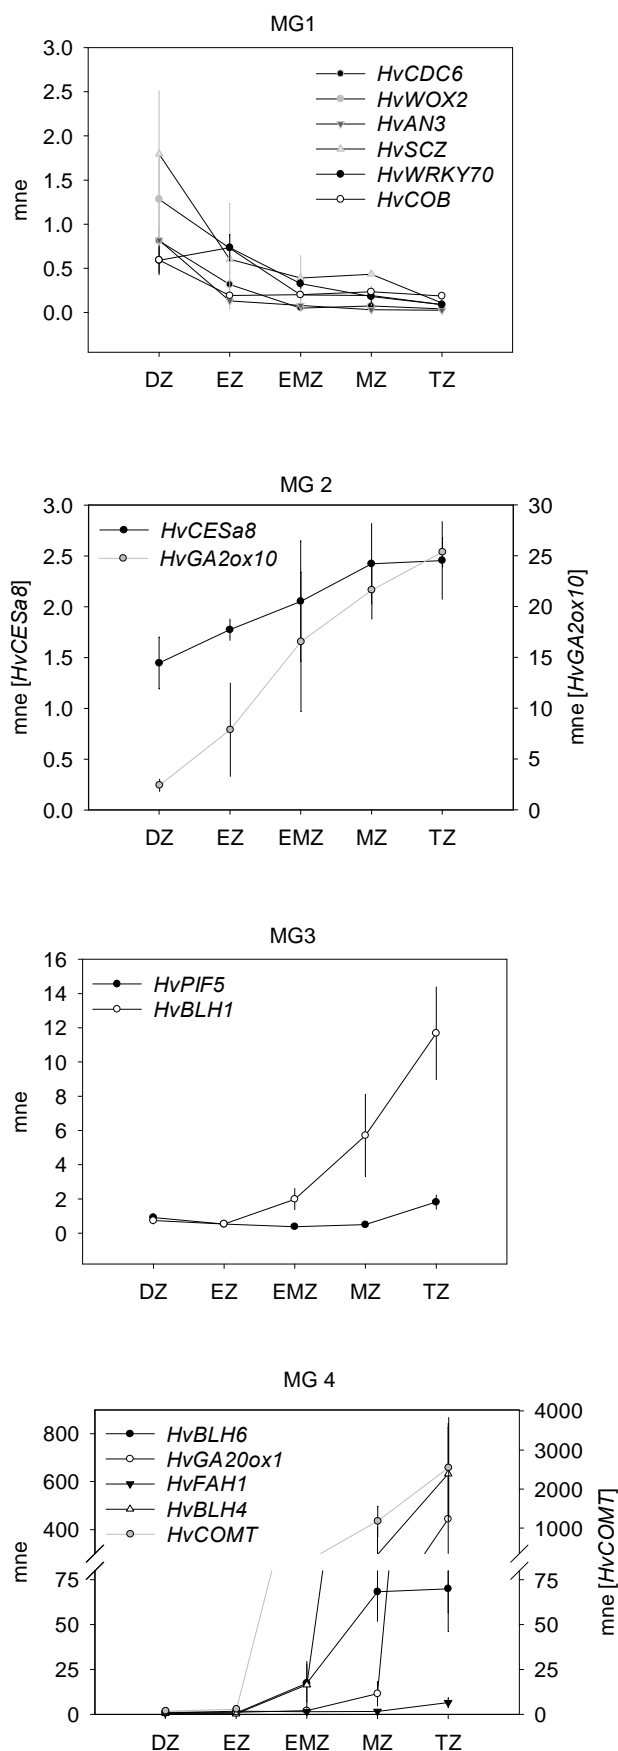 MG1
3.0
2.5
2.0
1.5
1.0
0.5
0.0
mne
HvCDC6
HvWOX2
HvAN3
HvSCZ
HvWRKY70
HvCOB
DZ EZ EMZ MZ TZ
MG 2
3.0
2.5
2.0
1.5
1.0
0.5
0.0
mne [HvCESa8]
HvCESa8
HvGA2ox10
30
25
20
15
10
5
0
mne [HvGA2ox10]
DZ EZ EMZ MZ TZ
MG3
16
14
12
10
8
6
4
2
0
mne
HvPIF5
HvBLH1
DZ EZ EMZ MZ TZ
MG 4
800
600
400
75
50
25
0
mne
HvBLH6
HvGA20ox1
HvFAH1
HvBLH4
HvCOMT
4000
3000
2000
1000
75
50
25
0
mne [HvCOMT]
DZ EZ EMZ MZ TZ